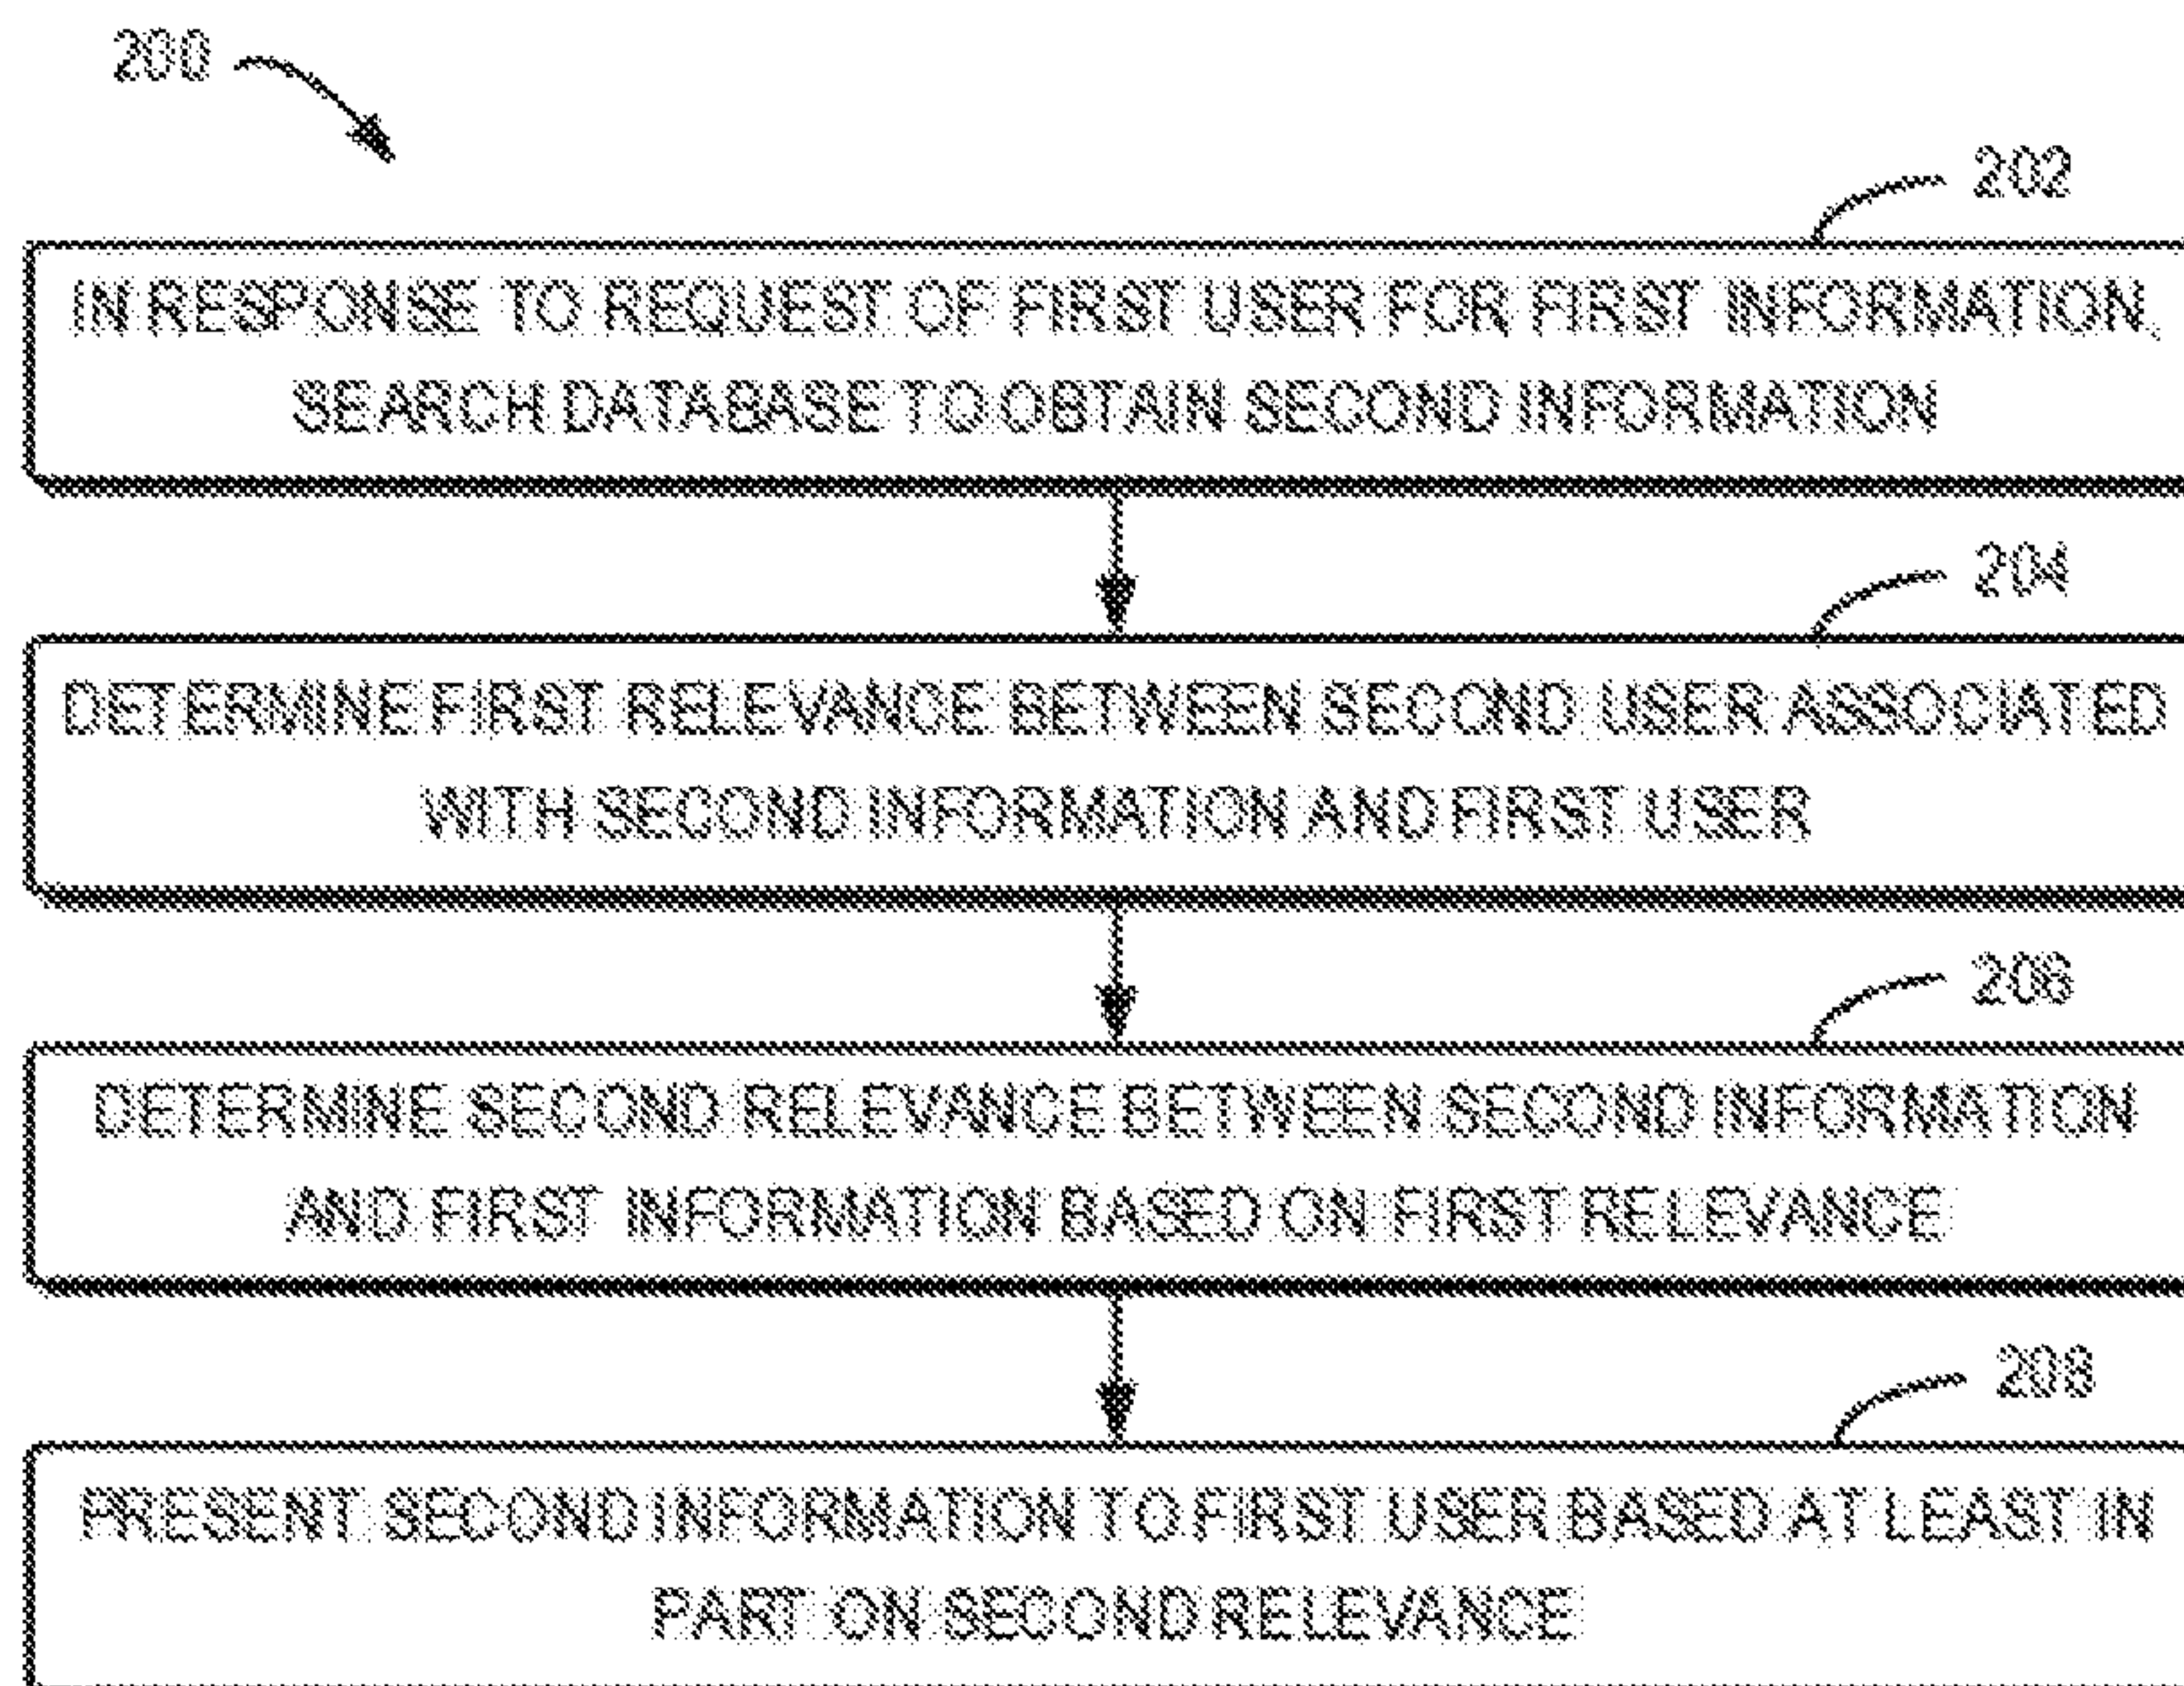 200
202
IN RESPONSE TO REQUEST OF FIRST USER FOR FIRST INFORMATION,
SEARCH DATABASE TO OBTAIN SECOND INFORMATION
204
DETERMINE FIRST RELEVANCE BETWEEN SECOND USER ASSOCIATED
WITH SECOND INFORMATION AND FIRST USER
206
DETERMINE SECOND RELEVANCE BETWEEN SECOND INFORMATION
AND FIRST INFORMATION BASED ON FIRST RELEVANCE
208
PRESENT SECOND INFORMATION TO FIRST USER BASED AT LEAST IN
PART ON SECOND RELEVANCE